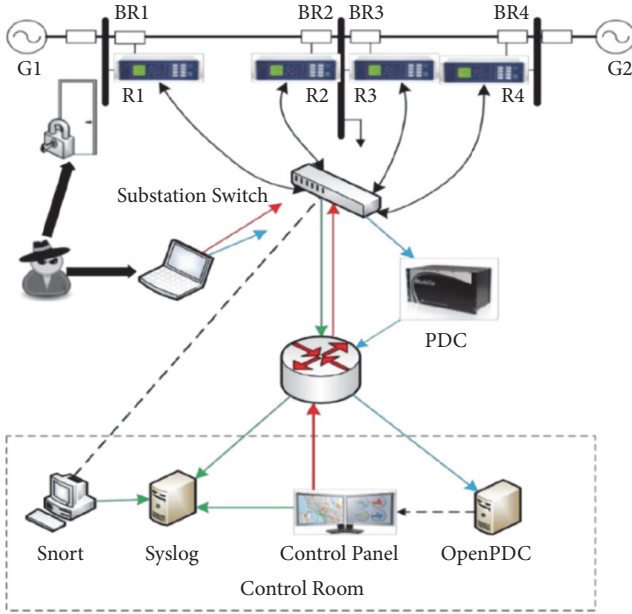 BR1 BR2 BR3 BR4
G1 G2
R1 R2 R3 R4
Substation Switch
PDC
Snort Syslog Control Panel OpenPDC
Control Room